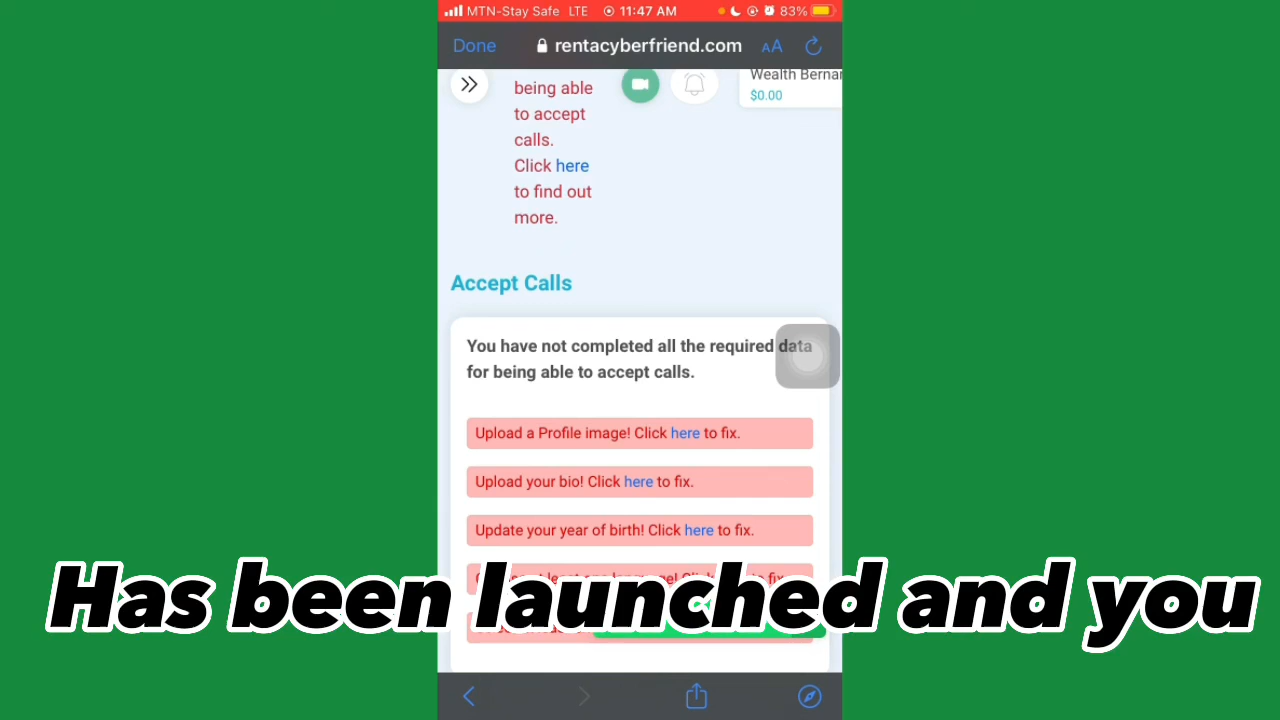 MTN-Stay Safe LTE 11:47 AM 83%
Done rentacyberfriend.com AA
Wealth Bernar
$0.00
being able
to accept
calls.
Click here
to find out
more.
Accept Calls
You have not completed all the required data
for being able to accept calls.
Upload a Profile image! Click here to fix.
Upload your bio! Click here to fix.
Update your year of birth! Click here to fix.
Has been launched and you